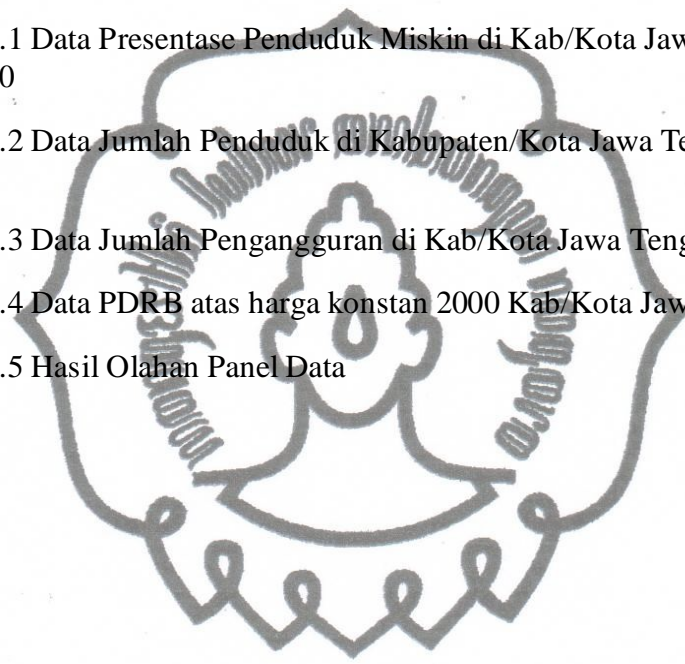 .1 Data Presentase Penduduk Miskin di Kab/Kota Jaw
0
.2 Data Jumlah Penduduk di Kabupaten/Kota Jawa Te
.3 Data Jumlah Pengangguran di Kab/Kota Jawa Teng
.4 Data PDRB atas harga konstan 2000 Kab/Kota Jaw
.5 Hasil Olahan Panel Data